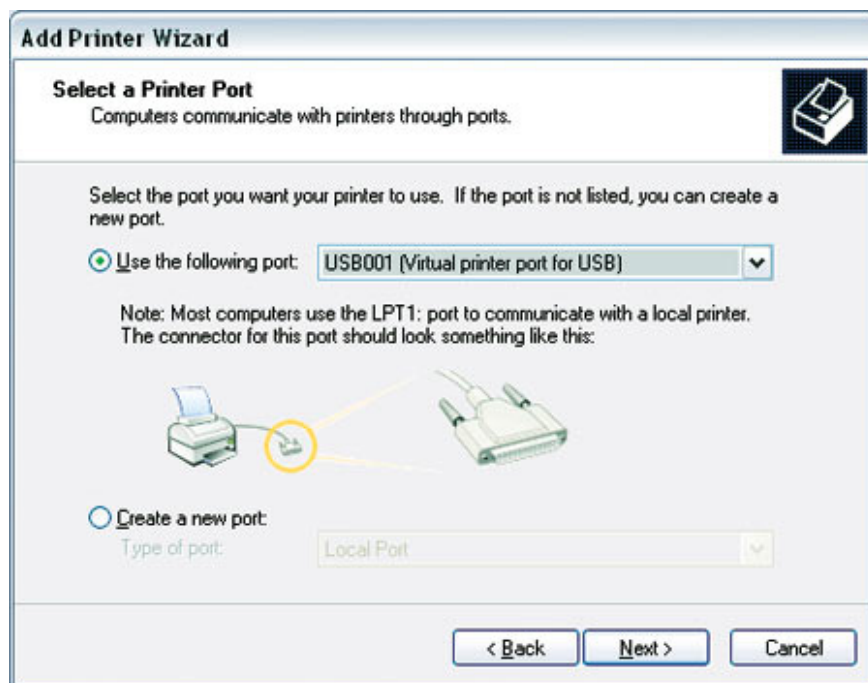 Add Printer Wizard
Select a Printer Port
Computers communicate with printers through ports.
Select the port you want your printer to use. If the port is not listed, you can create a
new port.
Use the following port:
USB001 (Virtual printer port for USB)
Note: Most computers use the LPT1: port to communicate with a local printer.
The connector for this port should look something like this:
Create a new port:
Type of port:
Local Port
< Back
Next >
Cancel